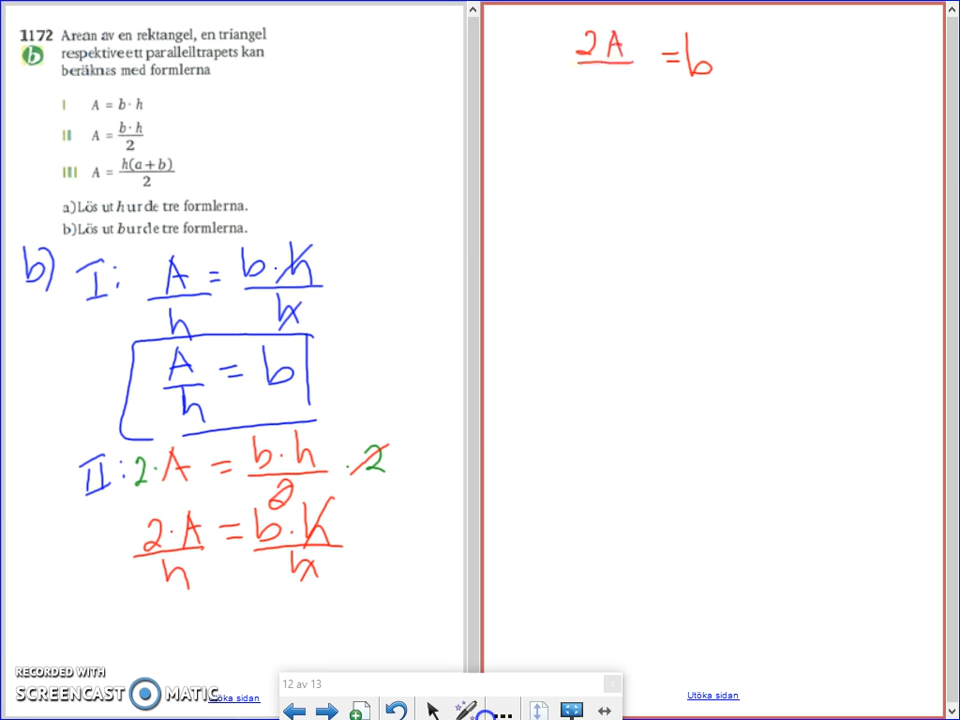 1172 Arean av en rektangel, en triangel
b respektive ett parallelltrapets kan
beräknas med formlerna
I A = b · h
II A = b · h / 2
III A = h(a + b) / 2
a) Lös ut h ur de tre formlerna.
b) Lös ut b ur de tre formlerna.
b) I: A / h = b · h / h
A / h = b
II: 2 · A = b · h / 2 · 2
2 · A / h = b · h / h
RECORDED WITH
SCREENCAST MATIC
Utöka sidan
12 av 13
2A = b
Utöka sidan